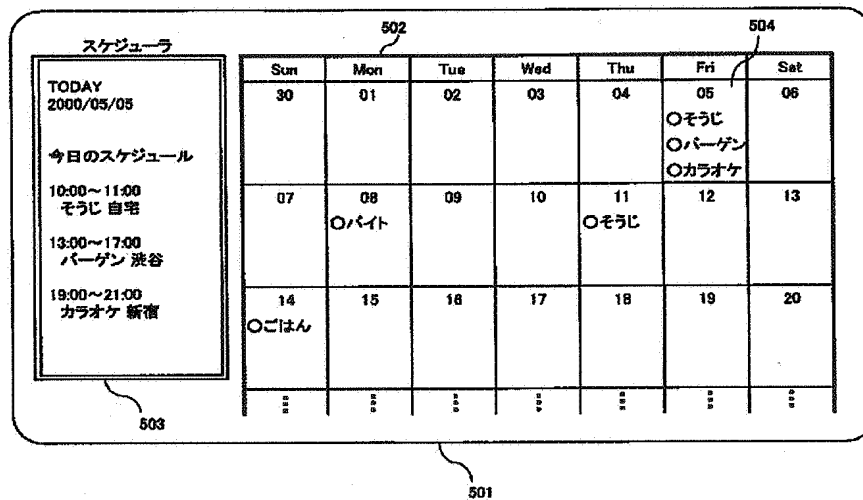 502
504
スケジューラ
TODAY
2000/05/05
今日のスケジュール
10:00～11:00
そうじ 自宅
13:00～17:00
バーゲン 渋谷
19:00～21:00
カラオケ 新宿
503
Sun Mon Tue Wed Thu Fri Sat
30 01 02 03 04 05 06
○そうじ
○バーゲン
○カラオケ
07 08 09 10 11 12 13
○バイト ○そうじ
14 15 16 17 18 19 20
○ごはん
501